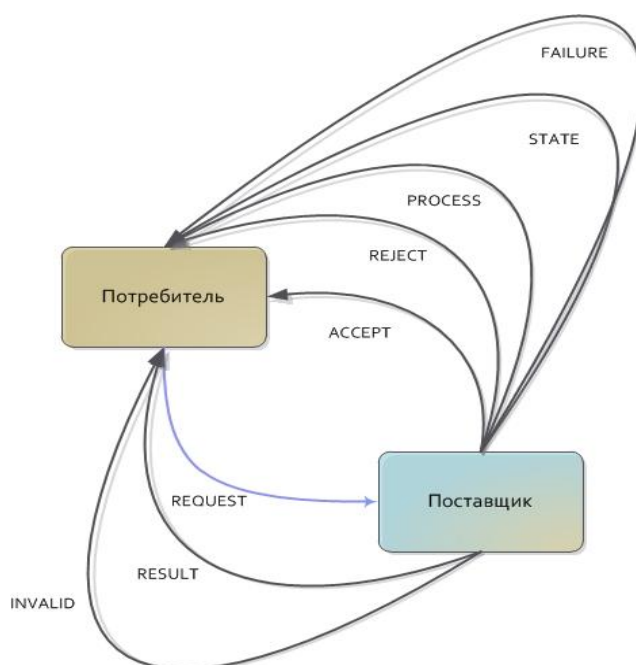 FAILURE
STATE
PROCESS
REJECT
Потребитель
ACCEPT
REQUEST
Поставщик
RESULT
INVALID